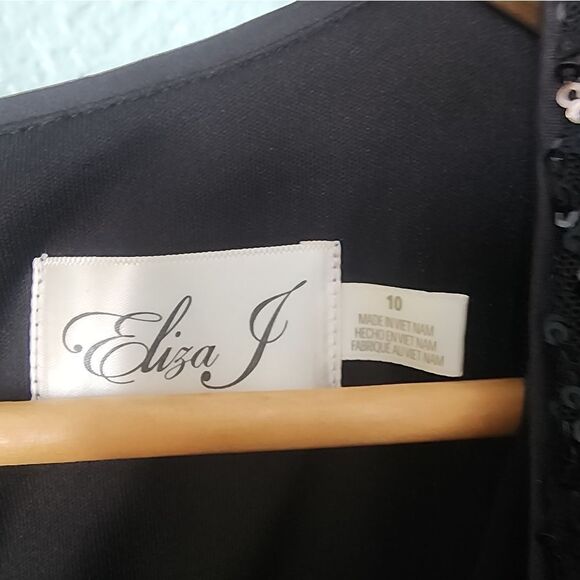 Eliza J
10
MADE IN VIET NAM
HECHO EN VIET NAM
FABRIQUE AU VIET NAM